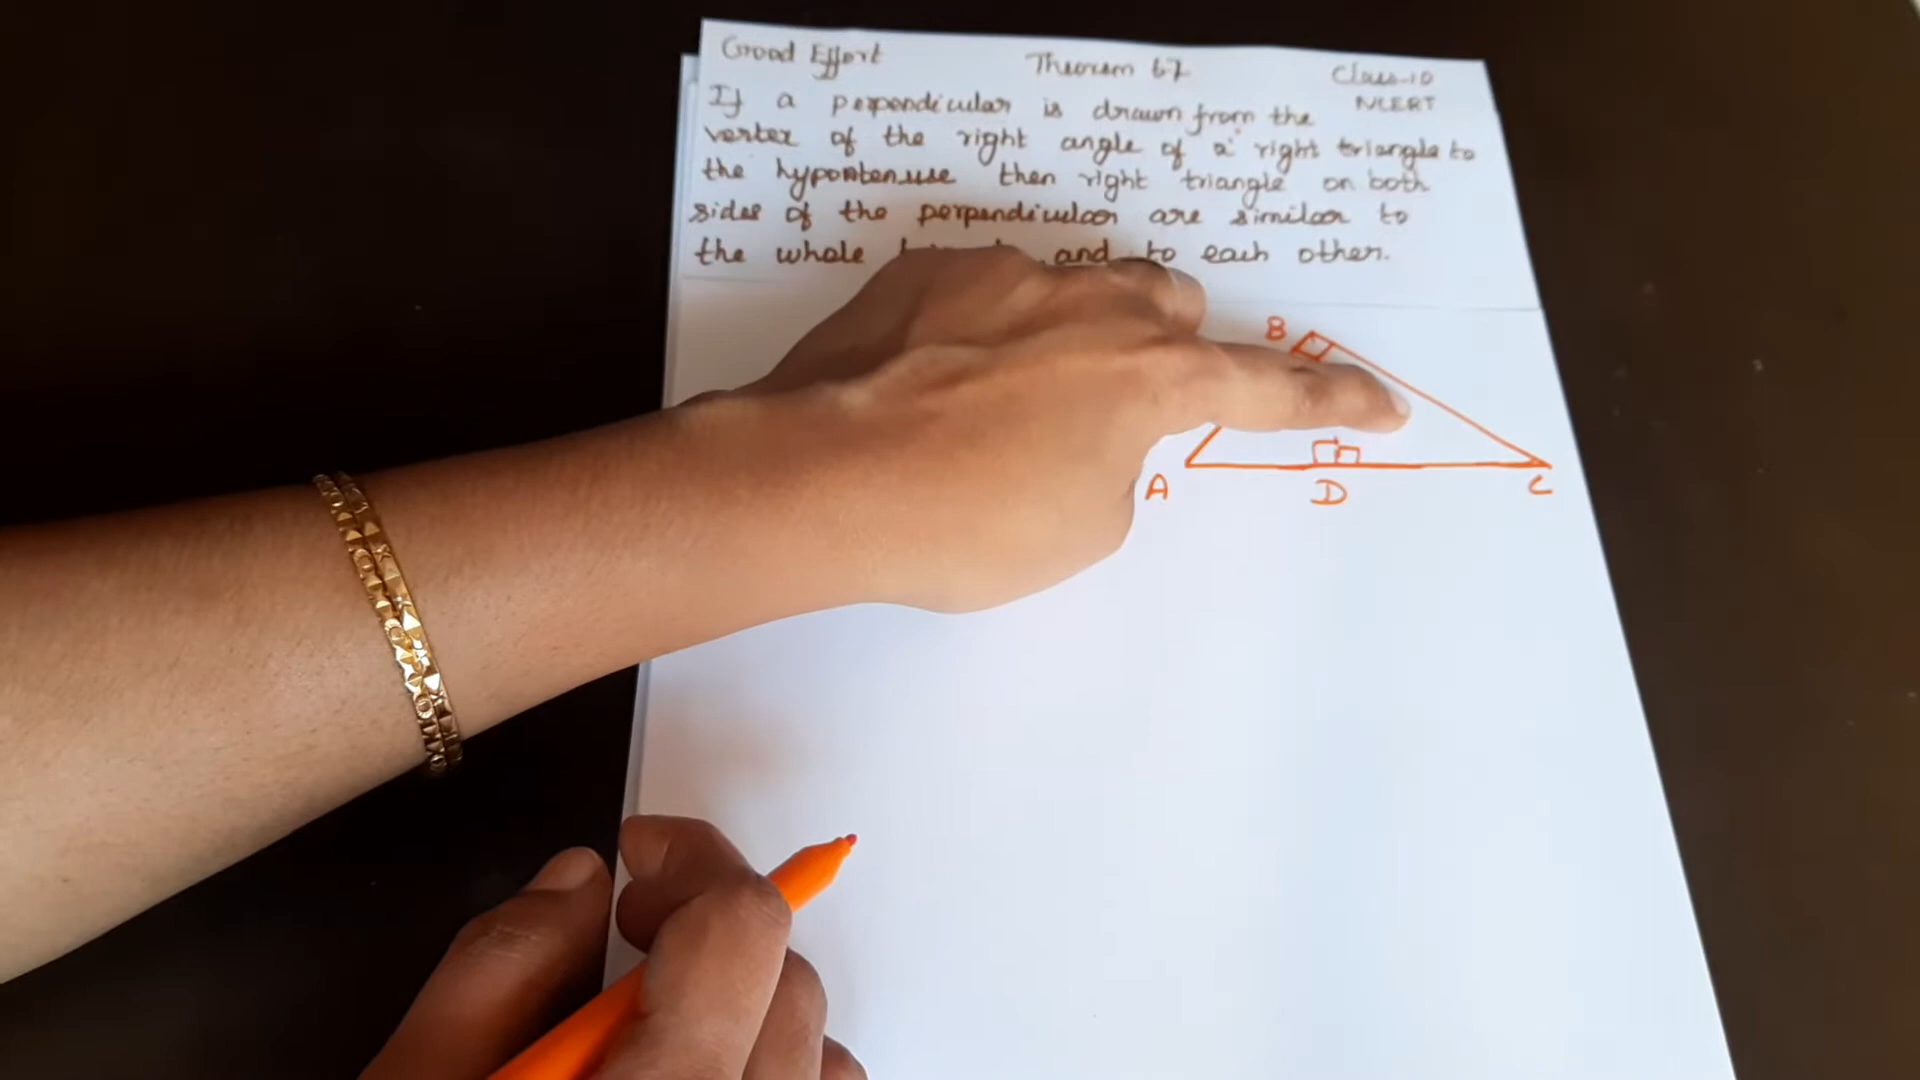 Good Effort Theorem 6.7 Class-10
NCERT
If a perpendicular is drawn from the
vertex of the right angle of a right triangle to
the hypontenuse then right triangle on both
sides of the perpendicular are similar to
the whole and to each other.
B
A D C